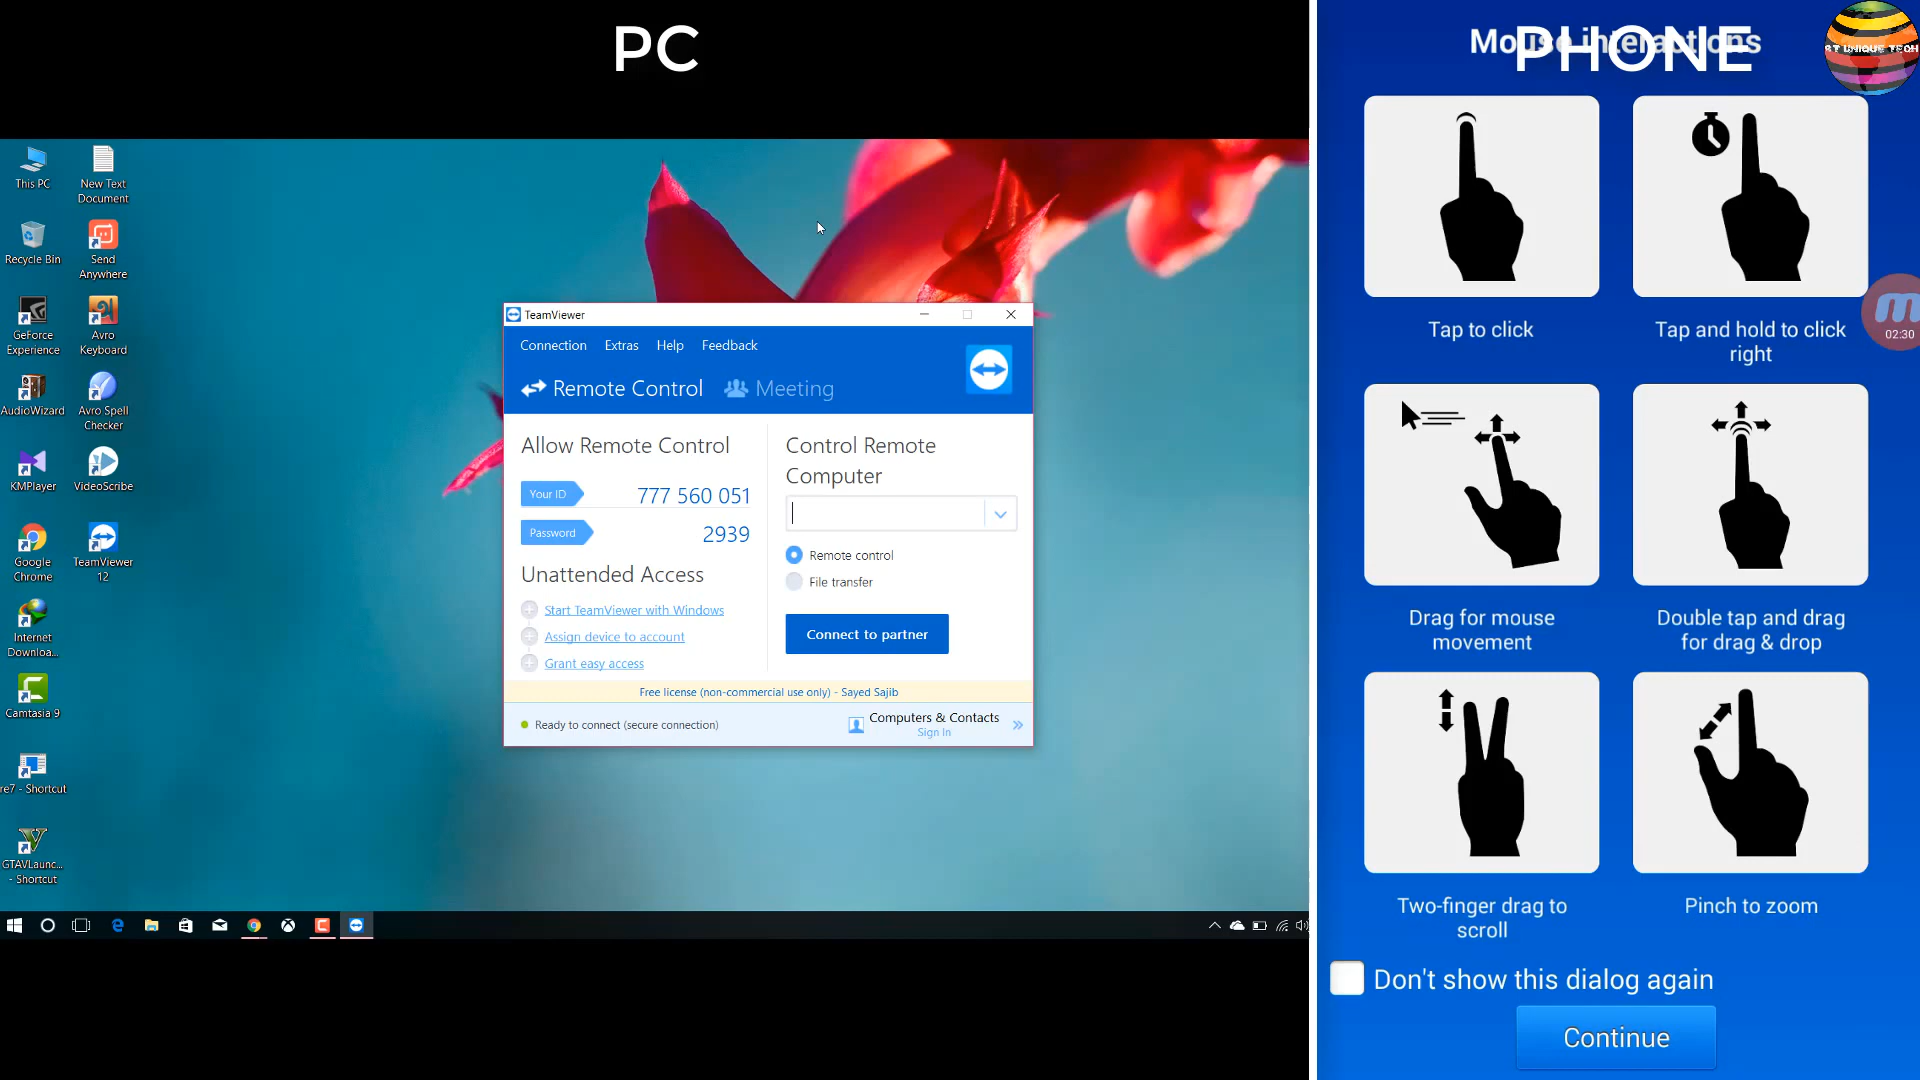 PC
PHONE
Mouse interactions
ST UNIQUE TECH
This PC
New Text
Document
Recycle Bin
Send
Anywhere
GeForce
Experience
Avro
Keyboard
AudioWizard
Avro Spell
Checker
KMPlayer
VideoScribe
Google
Chrome
TeamViewer
12
Internet
Downloa...
Camtasia 9
re7 - Shortcut
GTAVLaunc...
- Shortcut
TeamViewer
Connection Extras Help Feedback
Remote Control Meeting
Allow Remote Control
Your ID 777 560 051
Password 2939
Unattended Access
Start TeamViewer with Windows
Assign device to account
Grant easy access
Control Remote
Computer
Remote control
File transfer
Connect to partner
Free license (non-commercial use only) - Sayed Sajib
Ready to connect (secure connection)
Computers & Contacts
Sign In
Tap to click
Tap and hold to click
right
02:30
Drag for mouse
movement
Double tap and drag
for drag & drop
Two-finger drag to
scroll
Pinch to zoom
Don't show this dialog again
Continue